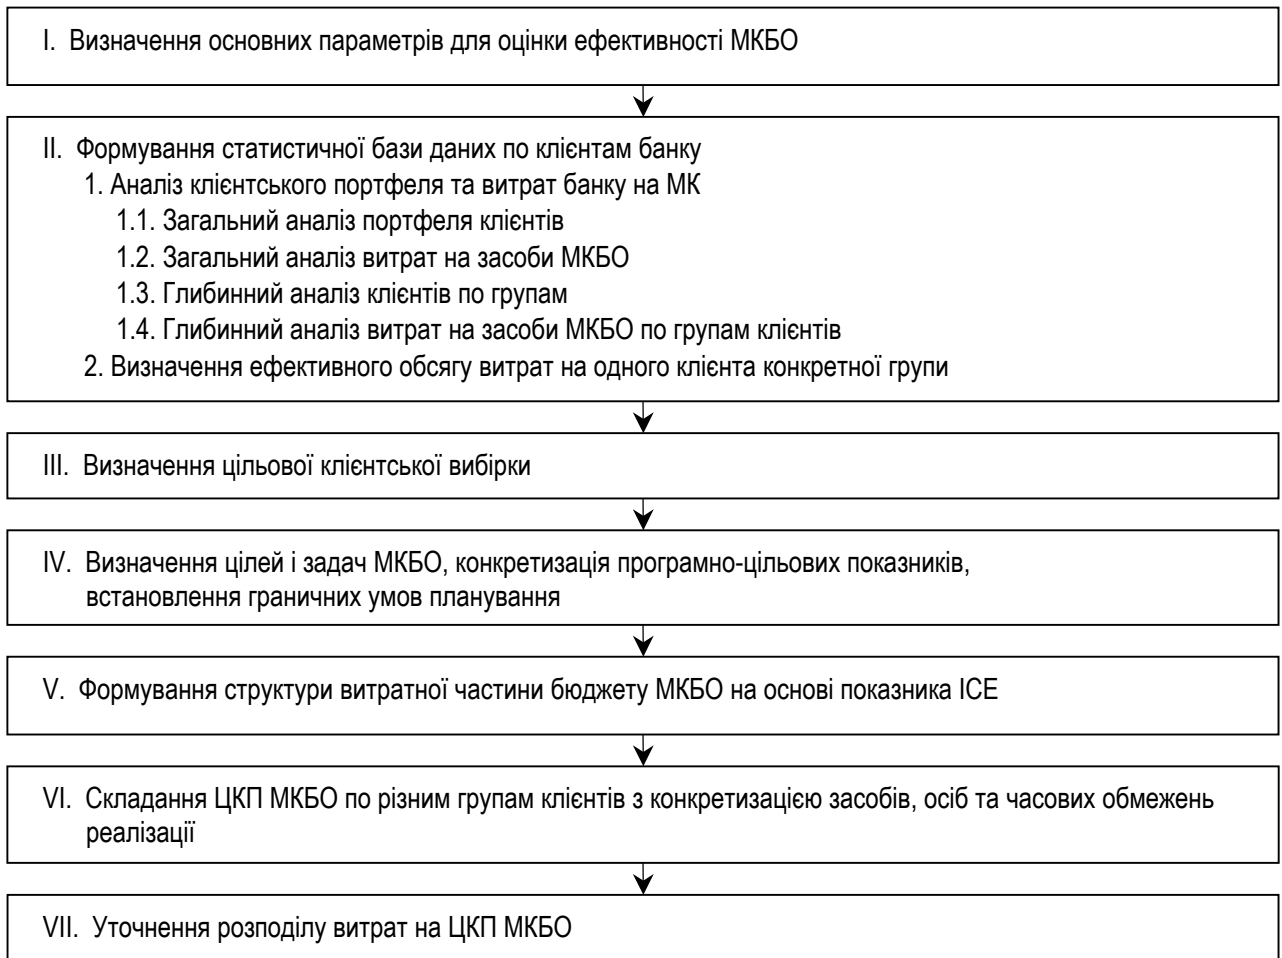 I. Визначення основних параметрів для оцінки ефективності МКБО
II. Формування статистичної бази даних по клієнтам банку
1. Аналіз клієнтського портфеля та витрат банку на МК
1.1. Загальний аналіз портфеля клієнтів
1.2. Загальний аналіз витрат на засоби МКБО
1.3. Глибинний аналіз клієнтів по групам
1.4. Глибинний аналіз витрат на засоби МКБО по групам клієнтів
2. Визначення ефективного обсягу витрат на одного клієнта конкретної групи
III. Визначення цільової клієнтської вибірки
IV. Визначення цілей і задач МКБО, конкретизація програмно-цільових показників,
встановлення граничних умов планування
V. Формування структури витратної частини бюджету МКБО на основі показника ІСЕ
VI. Складання ЦКП МКБО по різним групам клієнтів з конкретизацією засобів, осіб та часових обмежень
реалізації
VII. Уточнення розподілу витрат на ЦКП МКБО